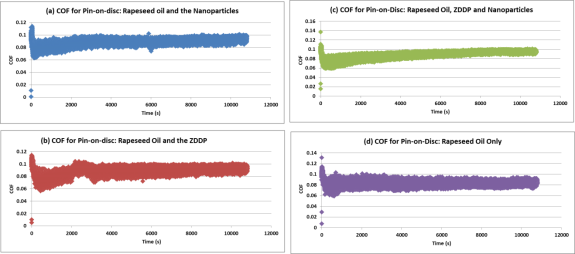 (a) COF for Pin-on-disc: Rapeseed oil and the Nanoparticles
COF
0.12
0.1
0.08
0.06
0.04
0.02
0
0 2000 4000 6000 8000 10000 12000
Time (s)
(c) COF for Pin-on-Disc: Rapeseed Oil, ZDDP and Nanoparticles
COF
0.16
0.14
0.12
0.1
0.08
0.06
0.04
0.02
0
0 2000 4000 6000 8000 10000 12000
Time (s)
(b) COF for Pin-on-disc: Rapeseed Oil and the ZDDP
COF
0.12
0.1
0.08
0.06
0.04
0.02
0
0 2000 4000 6000 8000 10000 12000
Time (s)
(d) COF for Pin-on-Disc: Rapeseed Oil Only
COF
0.14
0.12
0.1
0.08
0.06
0.04
0.02
0
0 2000 4000 6000 8000 10000 12000
Time (s)